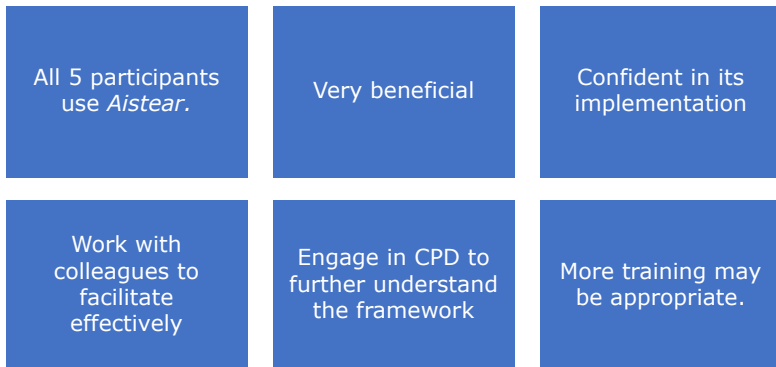 All 5 participants
use Aistear.
Very beneficial
Confident in its
implementation
Work with
colleagues to
facilitate
effectively
Engage in CPD to
further understand
the framework
More training may
be appropriate.